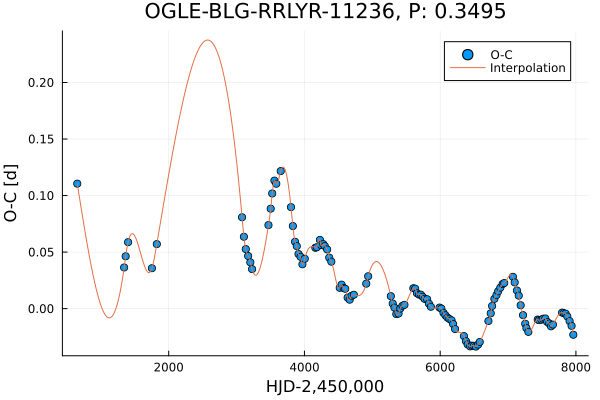 OGLE-BLG-RRLYR-11236, P: 0.3495
O-C
Interpolation
O-C [d]
0.20
0.15
0.10
0.05
0.00
2000 4000 6000 8000
HJD-2,450,000